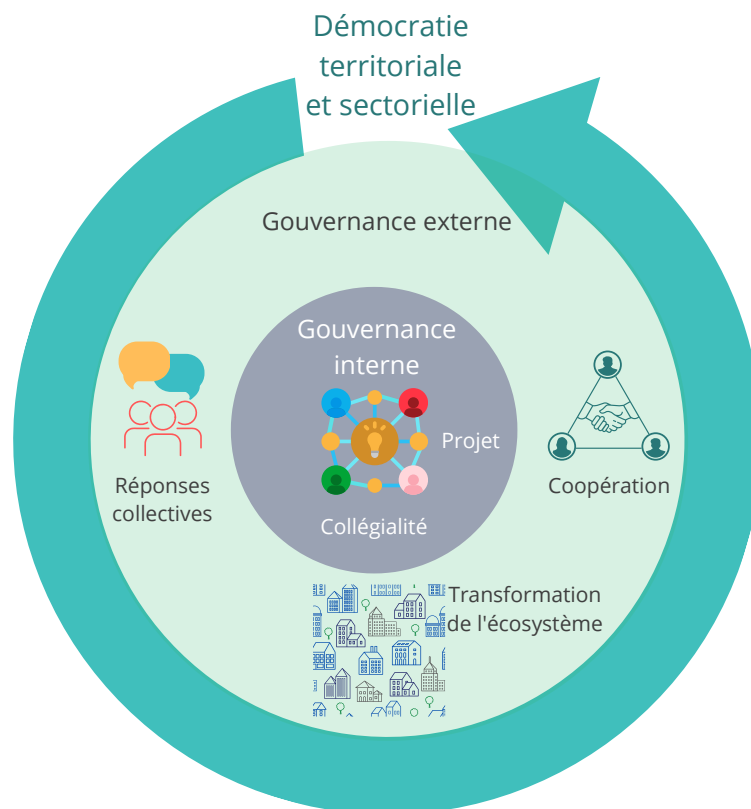 Démocratie
territoriale
et sectorielle
Gouvernance externe
Gouvernance
interne
Projet
Collégialité
Réponses
collectives
Coopération
Transformation
de l'écosystème